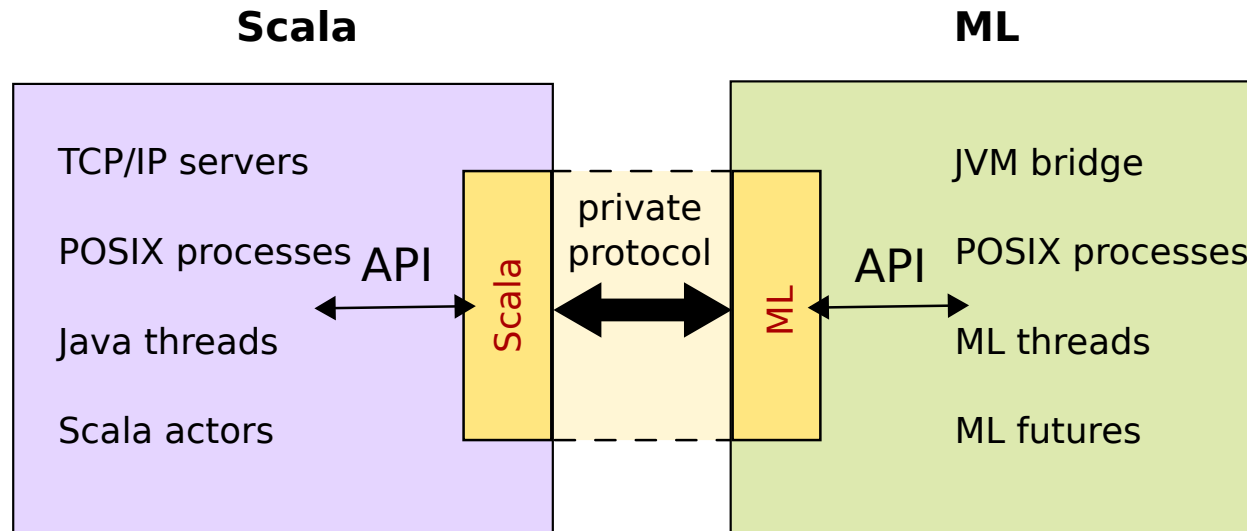 Scala
ML
TCP/IP servers
POSIX processes
Java threads
Scala actors
API
Scala
private
protocol
ML
API
JVM bridge
POSIX processes
ML threads
ML futures